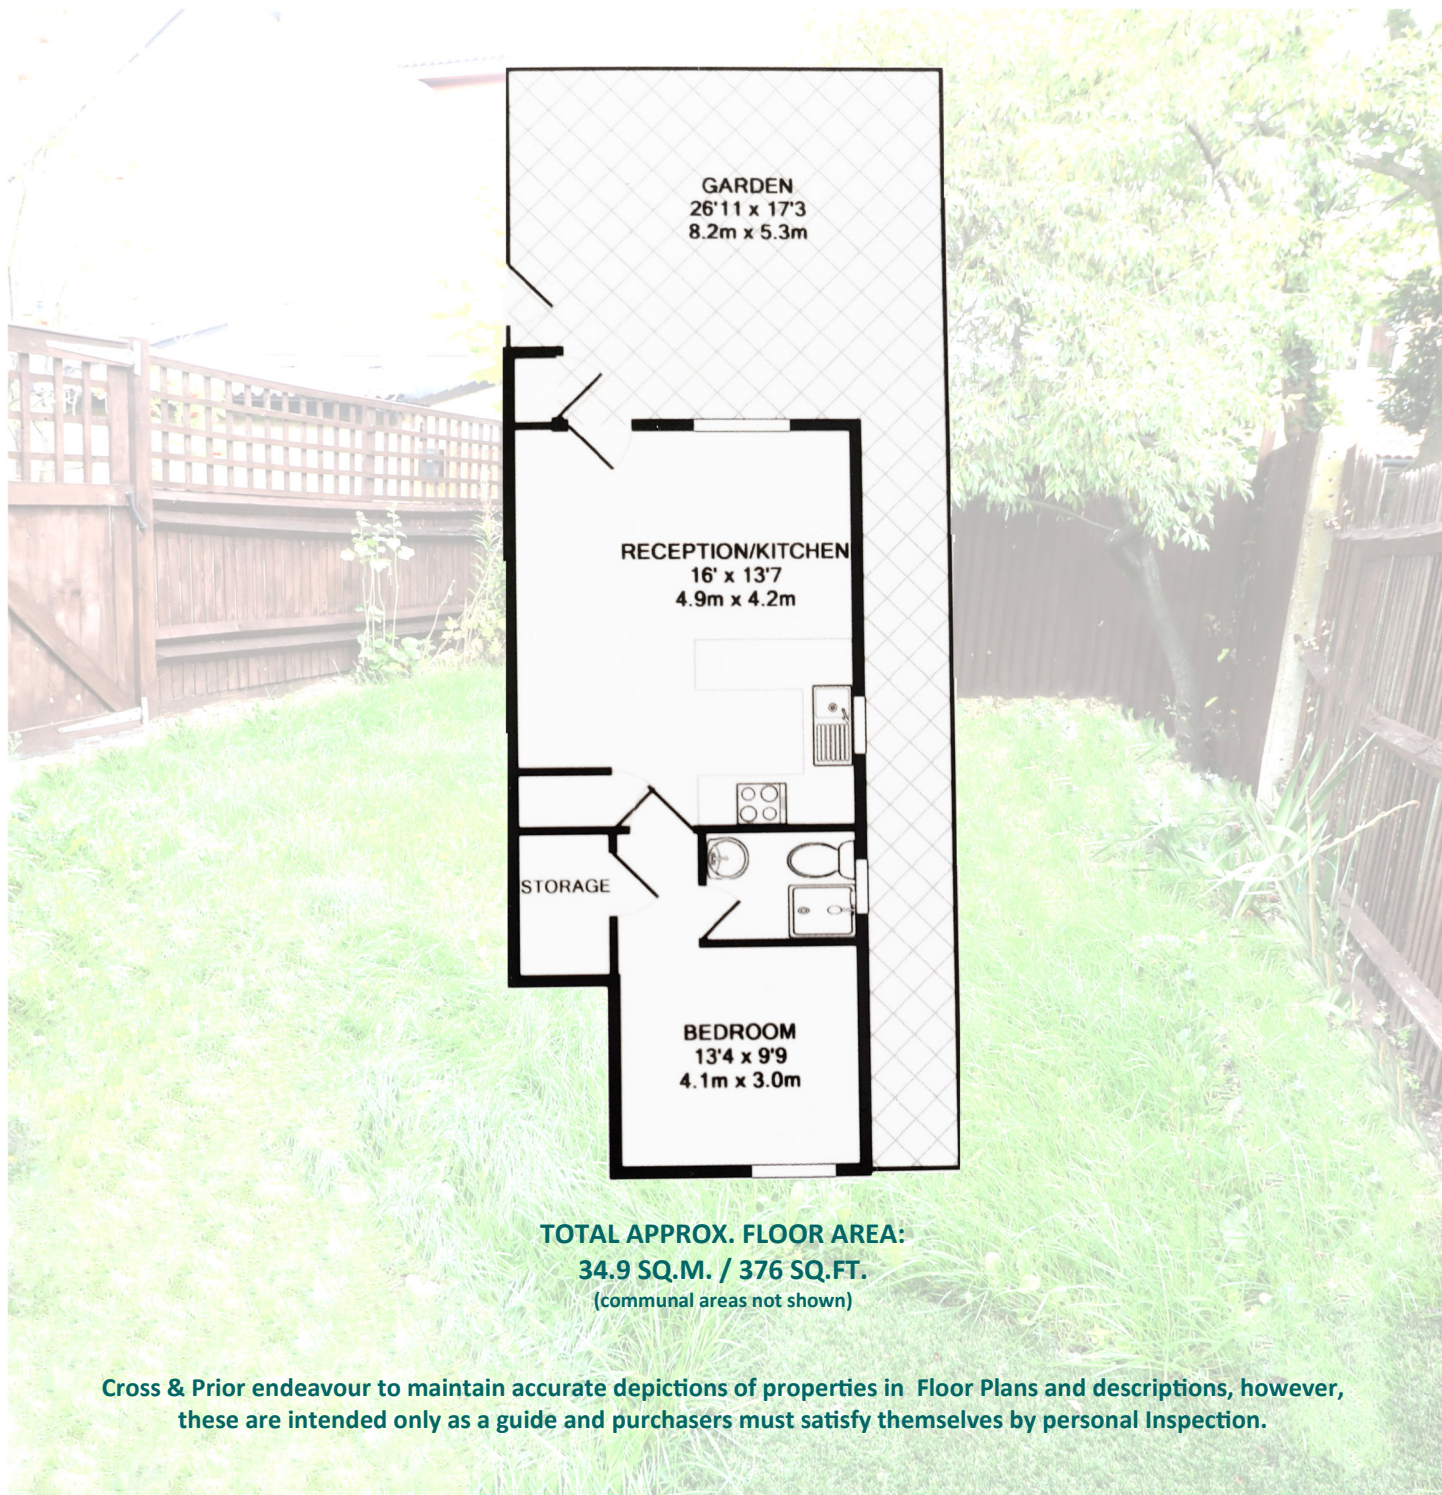 GARDEN
26'11 x 17'3
8.2m x 5.3m
RECEPTION/KITCHEN
16' x 13'7
4.9m x 4.2m
STORAGE
BEDROOM
13'4 x 9'9
4.1m x 3.0m
TOTAL APPROX. FLOOR AREA:
34.9 SQ.M. / 376 SQ.FT.
(communal areas not shown)
Cross & Prior endeavour to maintain accurate depictions of properties in Floor Plans and descriptions, however,
these are intended only as a guide and purchasers must satisfy themselves by personal Inspection.